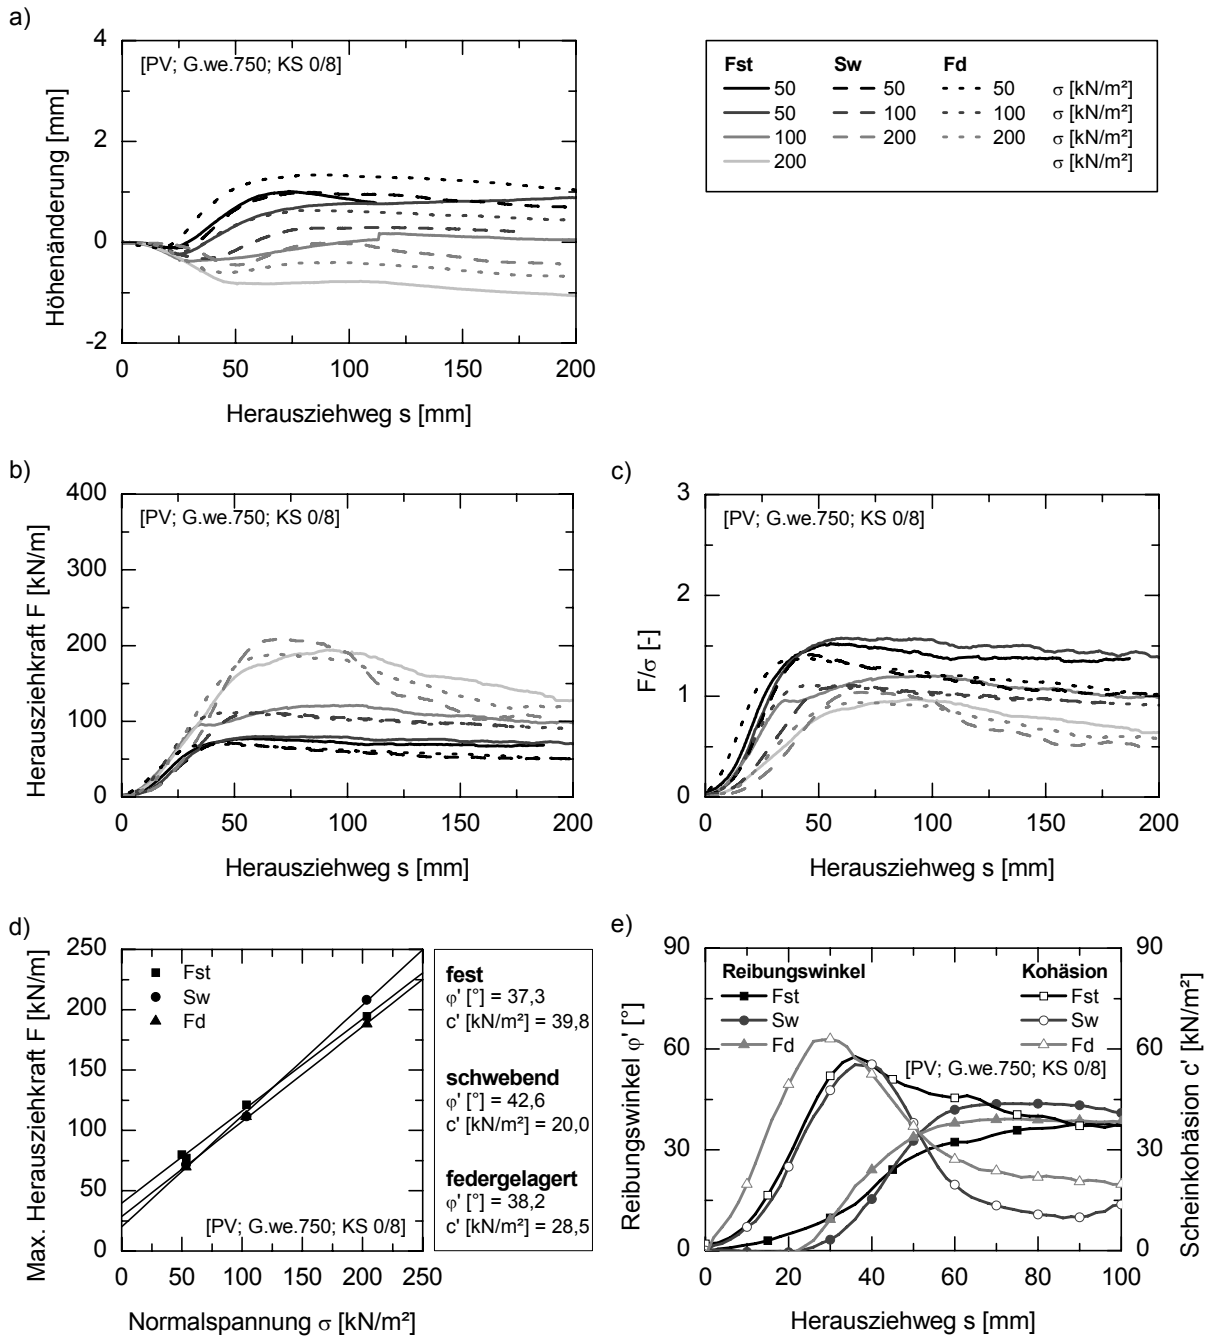 a)
4
2
0
-2
Höhenänderung [mm]
[PV; G.we.750; KS 0/8]
0 50 100 150 200
Herausziehweg s [mm]
Fst Sw Fd
50 50 50 σ [kN/m²]
50 100 100 σ [kN/m²]
100 200 200 σ [kN/m²]
200 σ [kN/m²]
b)
400
300
200
100
0
Herausziehkraft F [kN/m]
[PV; G.we.750; KS 0/8]
0 50 100 150 200
Herausziehweg s [mm]
c)
3
2
1
0
F/σ [-]
[PV; G.we.750; KS 0/8]
0 50 100 150 200
Herausziehweg s [mm]
d)
250
200
150
100
50
0
Max. Herausziehkraft F [kN/m]
Fst
Sw
Fd
[PV; G.we.750; KS 0/8]
0 50 100 150 200 250
Normalspannung σ [kN/m²]
fest
φ' [°] = 37,3
c' [kN/m²] = 39,8
schwebend
φ' [°] = 42,6
c' [kN/m²] = 20,0
federgelagert
φ' [°] = 38,2
c' [kN/m²] = 28,5
e)
90
60
30
0
Reibungswinkel φ' [°]
Reibungswinkel
Fst
Sw
Fd
Kohäsion
Fst
Sw
Fd
[PV; G.we.750; KS 0/8]
90
60
30
0
Scheinkohäsion c' [kN/m²]
0 20 40 60 80 100
Herausziehweg s [mm]